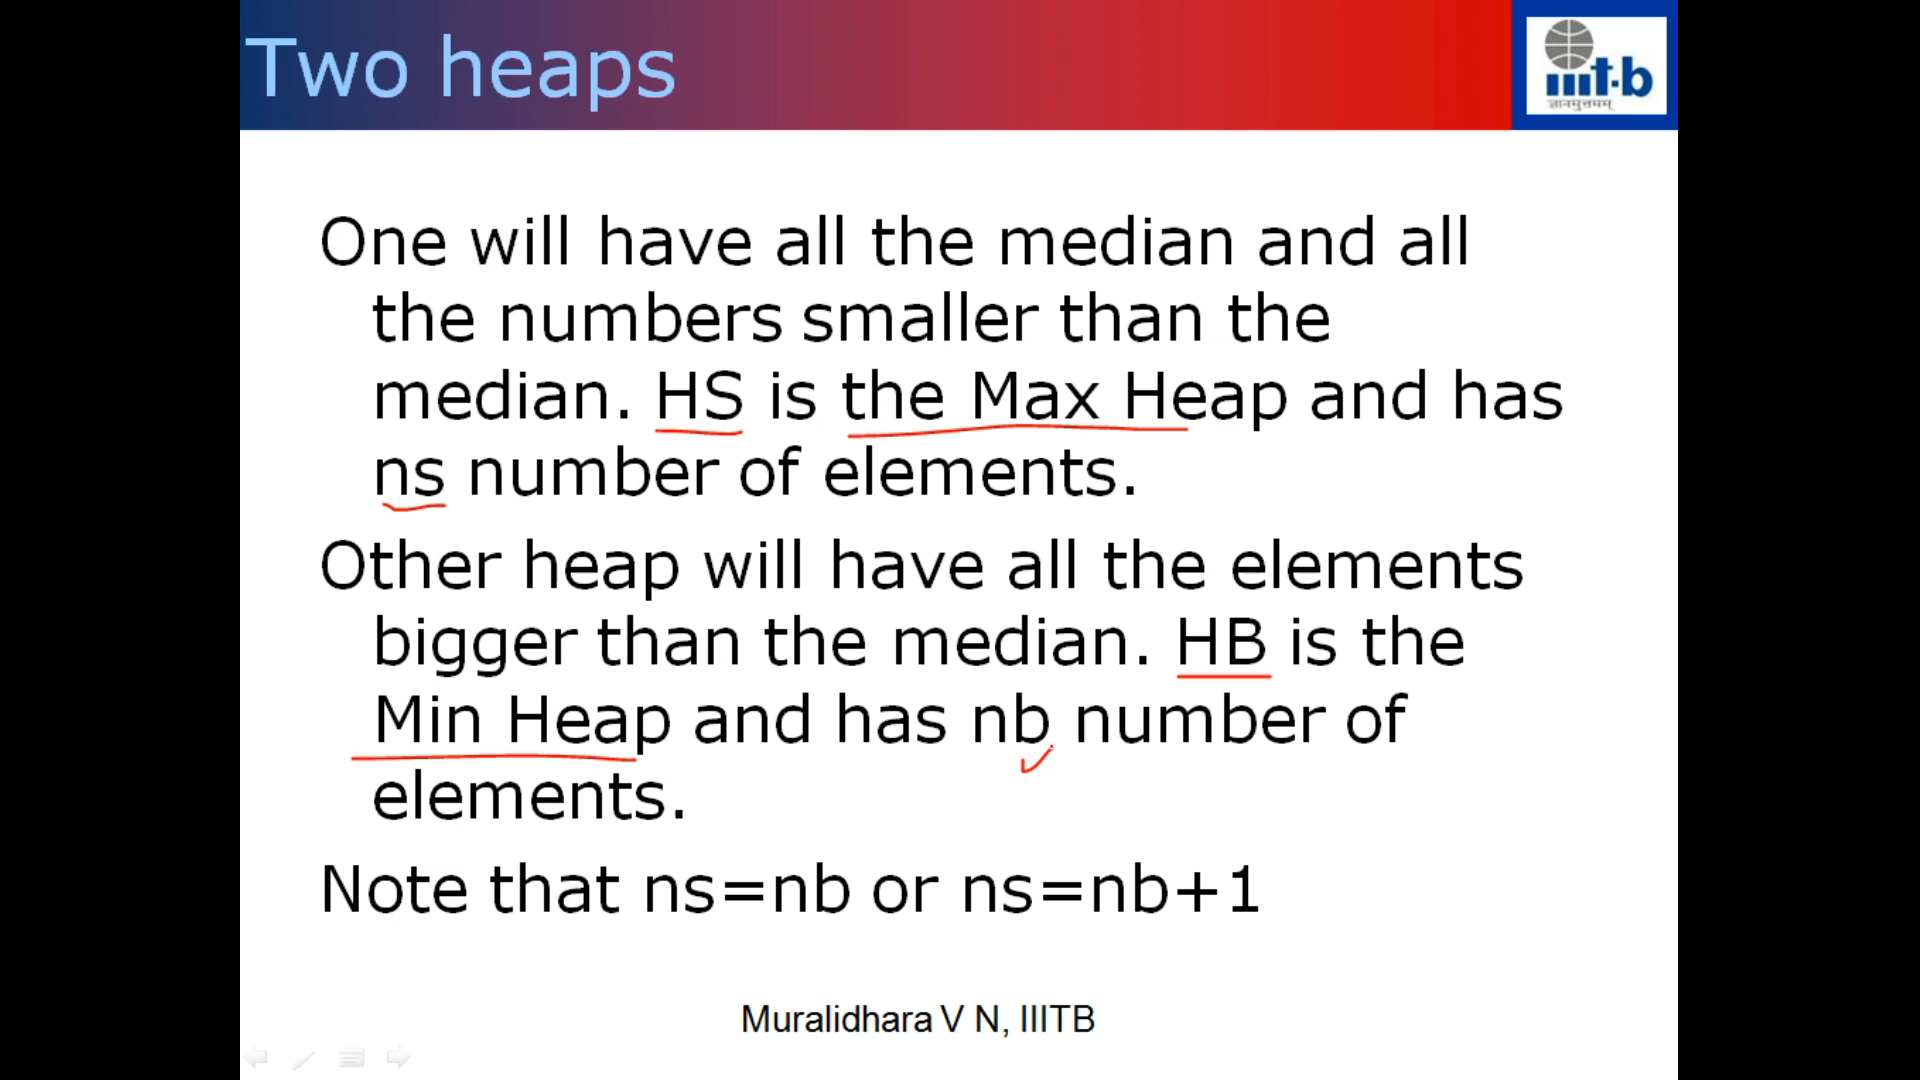 Two heaps
iiit-b
ज्ञानमुत्तमम्
One will have all the median and all
the numbers smaller than the
median. HS is the Max Heap and has
ns number of elements.
Other heap will have all the elements
bigger than the median. HB is the
Min Heap and has nb number of
elements.
Note that ns=nb or ns=nb+1
Muralidhara V N, IIITB